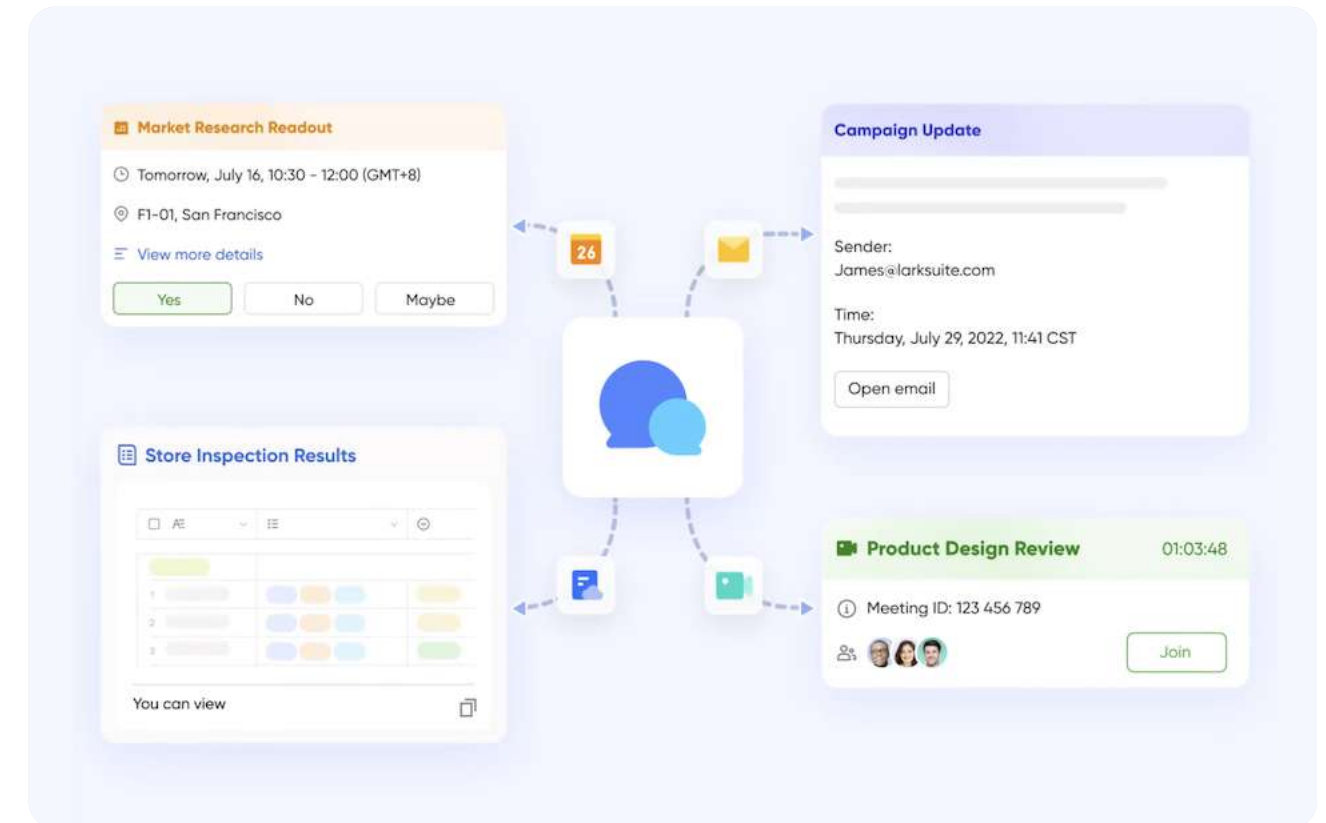 Market Research Readout
Tomorrow, July 16, 10:30 - 12:00 (GMT+8)
F1-01, San Francisco
View more details
Yes No Maybe
26
Campaign Update
Sender:
James@larksuite.com
Time:
Thursday, July 29, 2022, 11:41 CST
Open email
Store Inspection Results
A
1
2
3
You can view
Product Design Review 01:03:48
Meeting ID: 123 456 789
Join